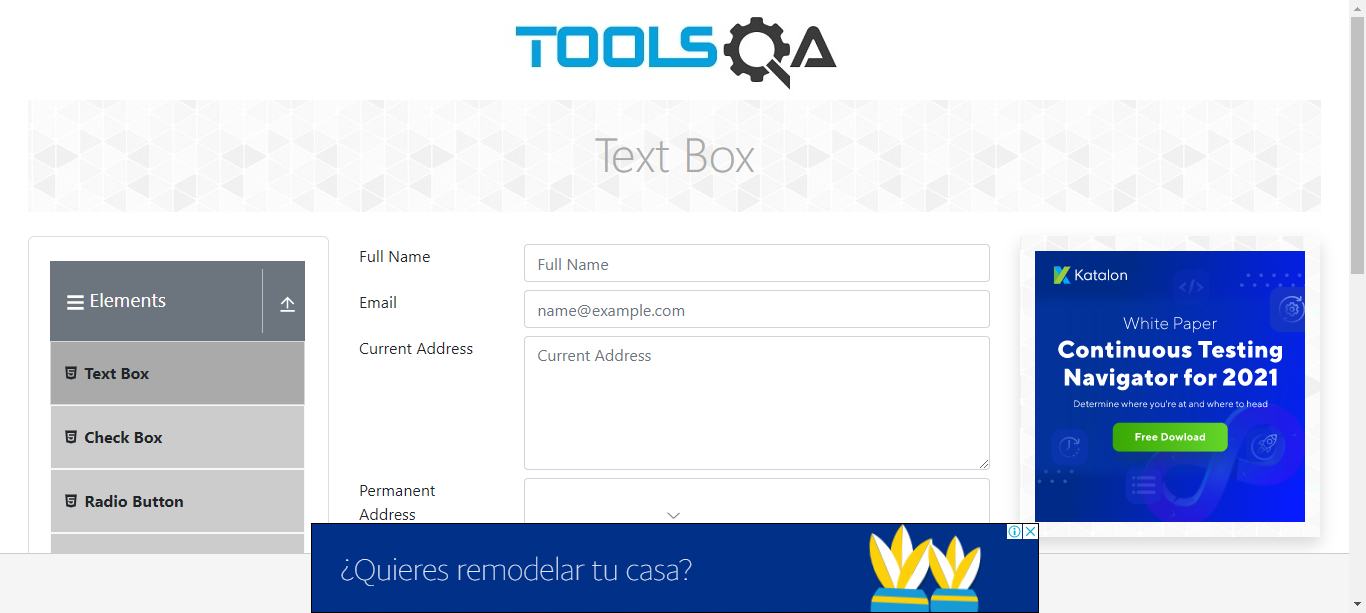 TOOLSQA
Text Box
Elements
Text Box
Check Box
Radio Button
Full Name
Full Name
Email
name@example.com
Current Address
Current Address
Permanent
Address
Katalon
White Paper
Continuous Testing
Navigator for 2021
Determine where you're at and where to head
Free Dowload
¿Quieres remodelar tu casa?